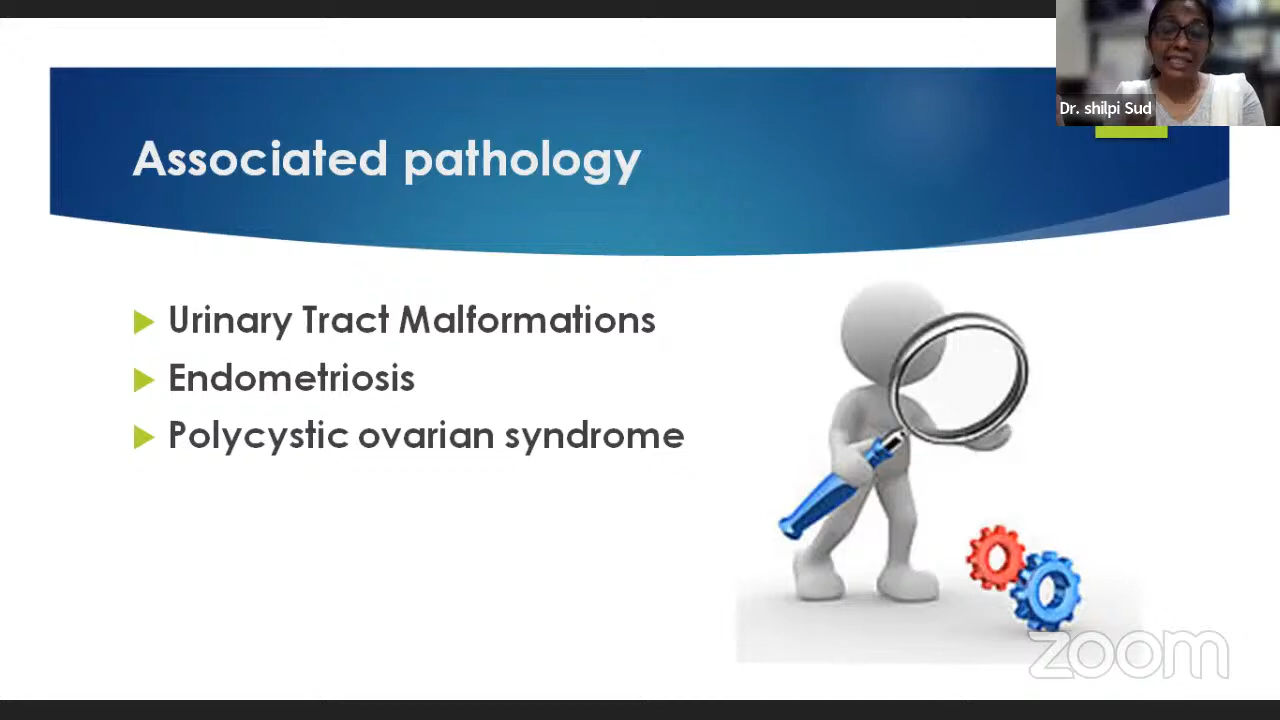 Dr. shilpi Sud
Associated pathology
Urinary Tract Malformations
Endometriosis
Polycystic ovarian syndrome
zoom